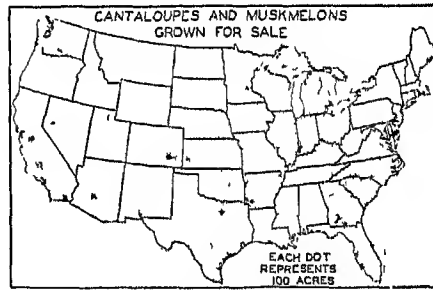 CANTALOUPES AND MUSKMELONS
GROWN FOR SALE
EACH DOT
REPRESENTS
100 ACRES